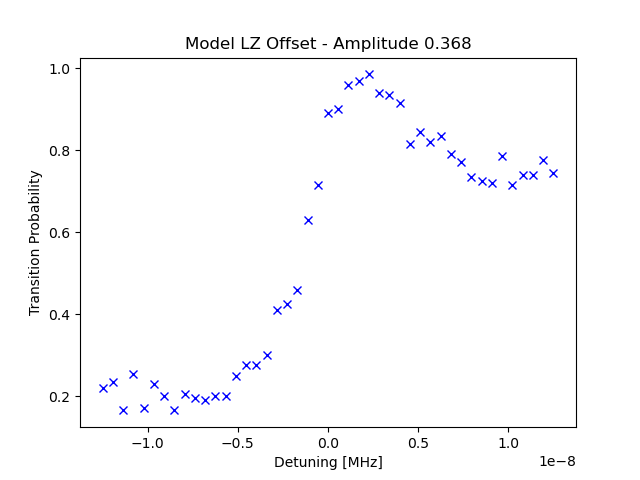 Model LZ Offset - Amplitude 0.368
1.0
0.8
0.6
0.4
0.2
Transition Probability
−1.0 −0.5 0.0 0.5 1.0
1e−8
Detuning [MHz]